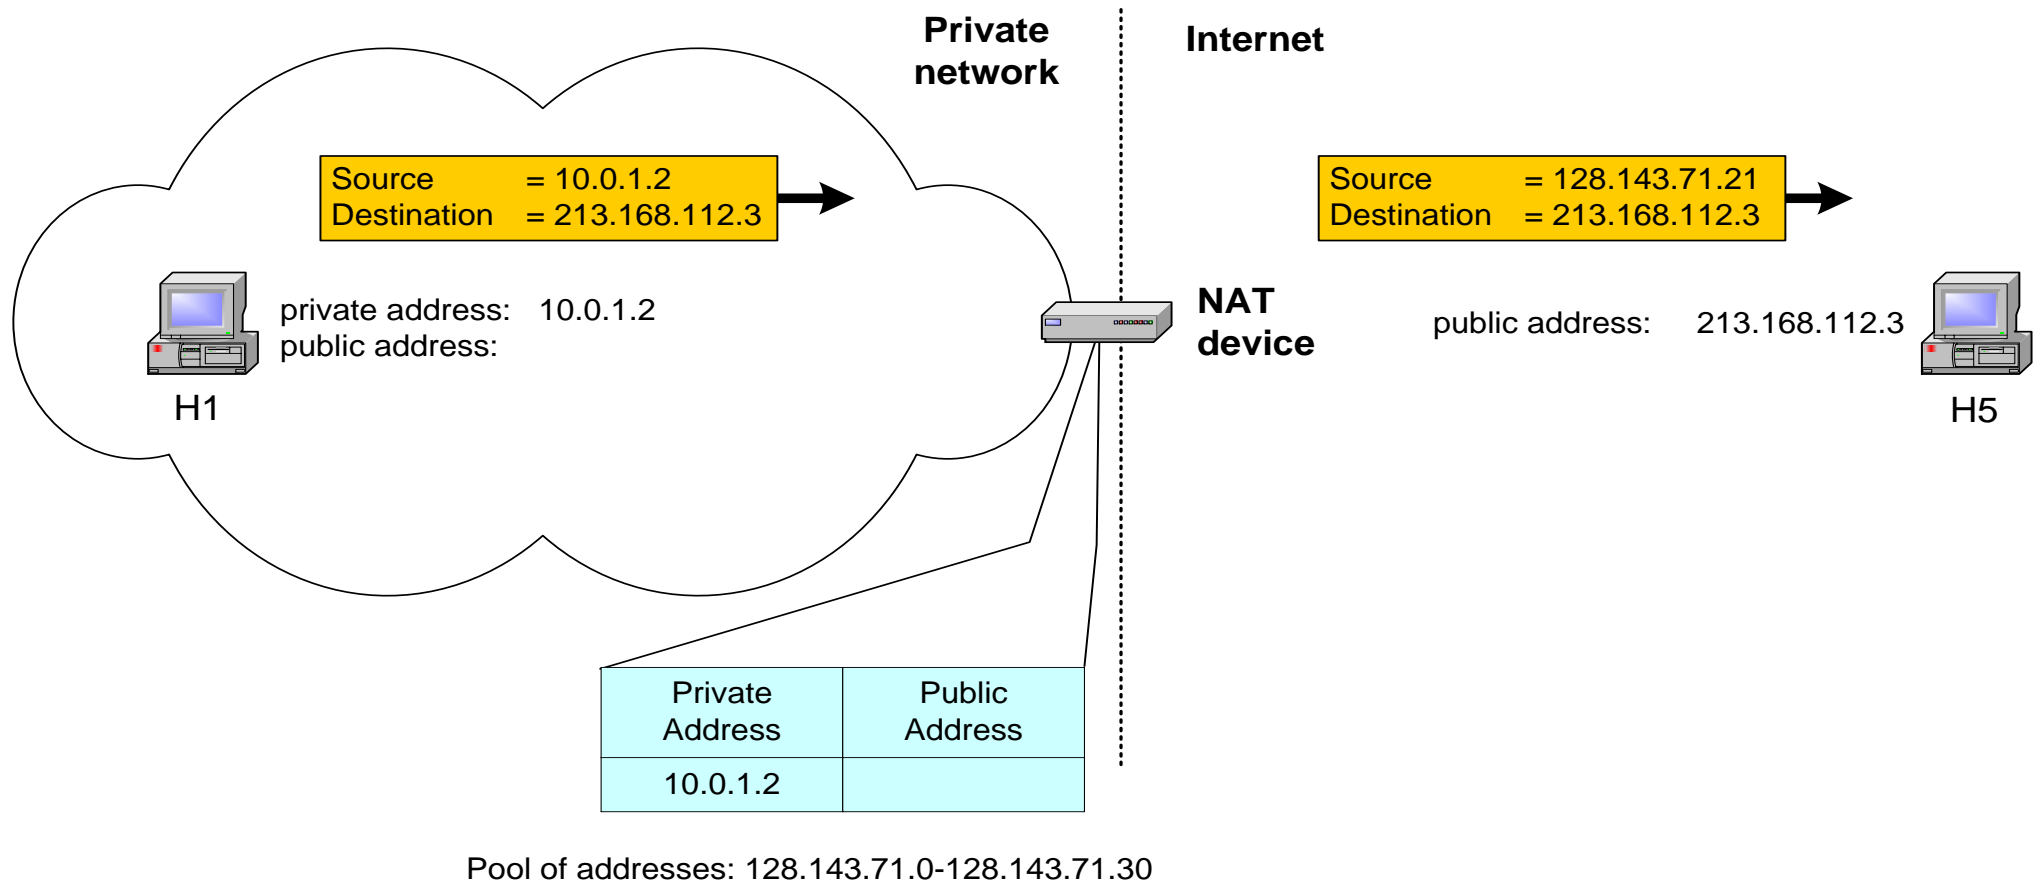 Private
network
Internet
Source = 10.0.1.2
Destination = 213.168.112.3
Source = 128.143.71.21
Destination = 213.168.112.3
private address: 10.0.1.2
public address:
H1
NAT
device
public address: 213.168.112.3
H5
Private
Address
Public
Address
10.0.1.2
Pool of addresses: 128.143.71.0-128.143.71.30